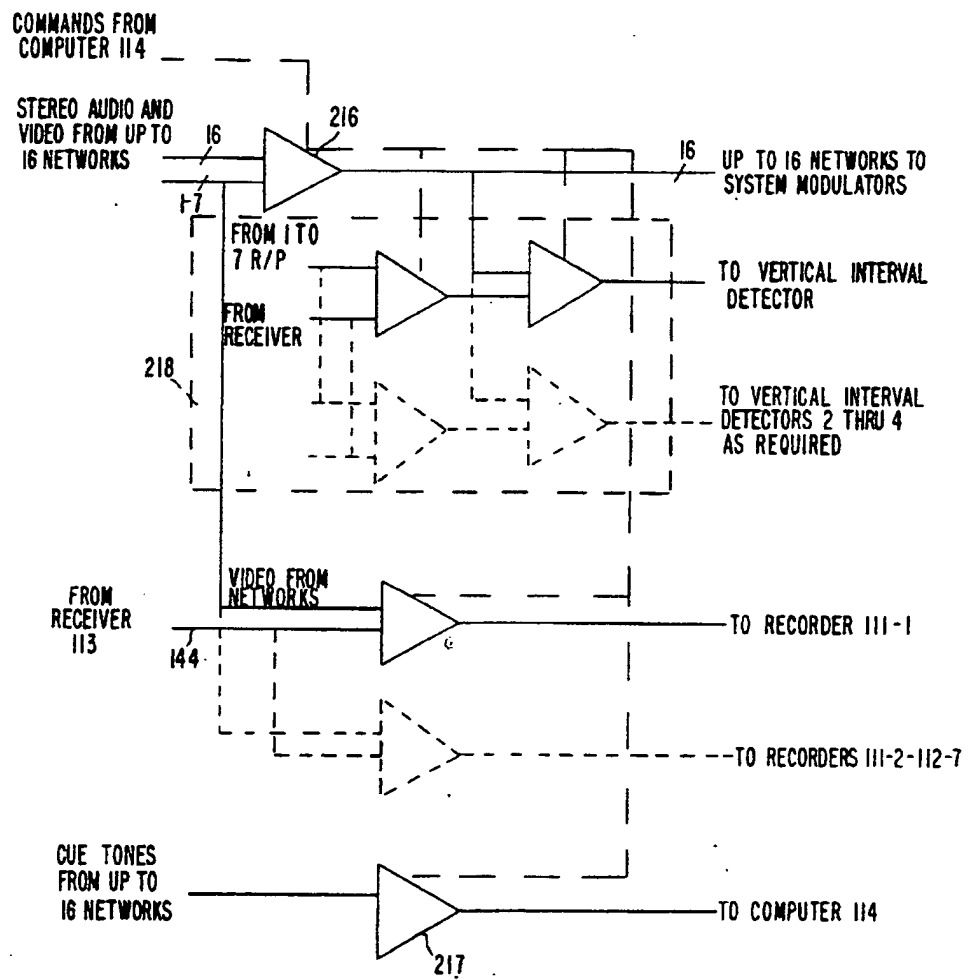 COMMANDS FROM
COMPUTER 114
STEREO AUDIO AND
VIDEO FROM UP TO
16 NETWORKS
16
1-7
216
16
UP TO 16 NETWORKS TO
SYSTEM MODULATORS
FROM 1 TO
7 R/P
FROM
RECEIVER
TO VERTICAL INTERVAL
DETECTOR
218
TO VERTICAL INTERVAL
DETECTORS 2 THRU 4
AS REQUIRED
VIDEO FROM
NETWORKS
FROM
RECEIVER
113
144
TO RECORDER 111-1
TO RECORDERS 111-2-112-7
CUE TONES
FROM UP TO
16 NETWORKS
TO COMPUTER 114
217